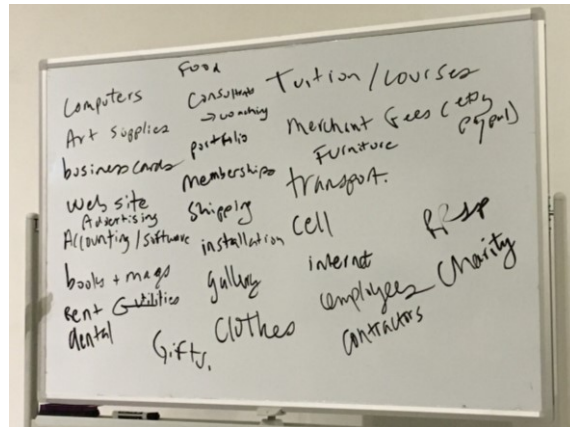 Computers
Art Supplies
business cards
Web site
Advertising
Accounting/Software
books + mags
Rent Utilities
dental
Food
Consultants
→ coaching
portfolio
Memberships
Shipping
installation
gallery
Clothes
Gifts.
Tuition/Courses
Merchant Fees (etsy
paypal)
Furniture
transport.
Cell
internet
employees
contractors
RRSP
Charity